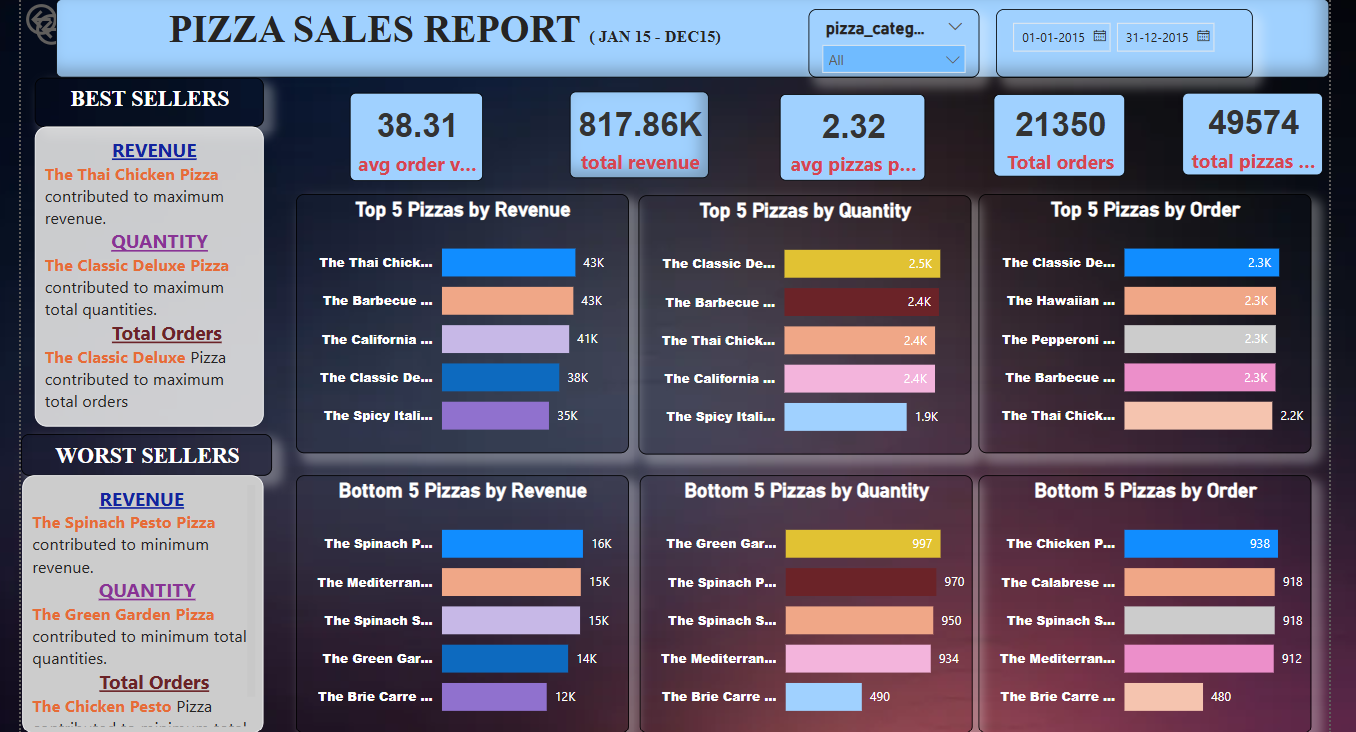 PIZZA SALES REPORT ( JAN 15 - DEC15)
pizza_categ...
All
01-01-2015 31-12-2015
BEST SELLERS
REVENUE
The Thai Chicken Pizza
contributed to maximum
revenue.
QUANTITY
The Classic Deluxe Pizza
contributed to maximum
total quantities.
Total Orders
The Classic Deluxe Pizza
contributed to maximum
total orders
WORST SELLERS
REVENUE
The Spinach Pesto Pizza
contributed to minimum
revenue.
QUANTITY
The Green Garden Pizza
contributed to minimum total
quantities.
Total Orders
The Chicken Pesto Pizza
contributed to minimum total
38.31
avg order v...
817.86K
total revenue
2.32
avg pizzas p...
21350
Total orders
49574
total pizzas ...
Top 5 Pizzas by Revenue
The Thai Chick... 43K
The Barbecue ... 43K
The California ... 41K
The Classic De... 38K
The Spicy Itali... 35K
Top 5 Pizzas by Quantity
The Classic De... 2.5K
The Barbecue ... 2.4K
The Thai Chick... 2.4K
The California ... 2.4K
The Spicy Itali... 1.9K
Top 5 Pizzas by Order
The Classic De... 2.3K
The Hawaiian ... 2.3K
The Pepperoni ... 2.3K
The Barbecue ... 2.3K
The Thai Chick... 2.2K
Bottom 5 Pizzas by Revenue
The Spinach P... 16K
The Mediterran... 15K
The Spinach S... 15K
The Green Gar... 14K
The Brie Carre ... 12K
Bottom 5 Pizzas by Quantity
The Green Gar... 997
The Spinach P... 970
The Spinach S... 950
The Mediterran... 934
The Brie Carre ... 490
Bottom 5 Pizzas by Order
The Chicken P... 938
The Calabrese ... 918
The Spinach S... 918
The Mediterran... 912
The Brie Carre ... 480